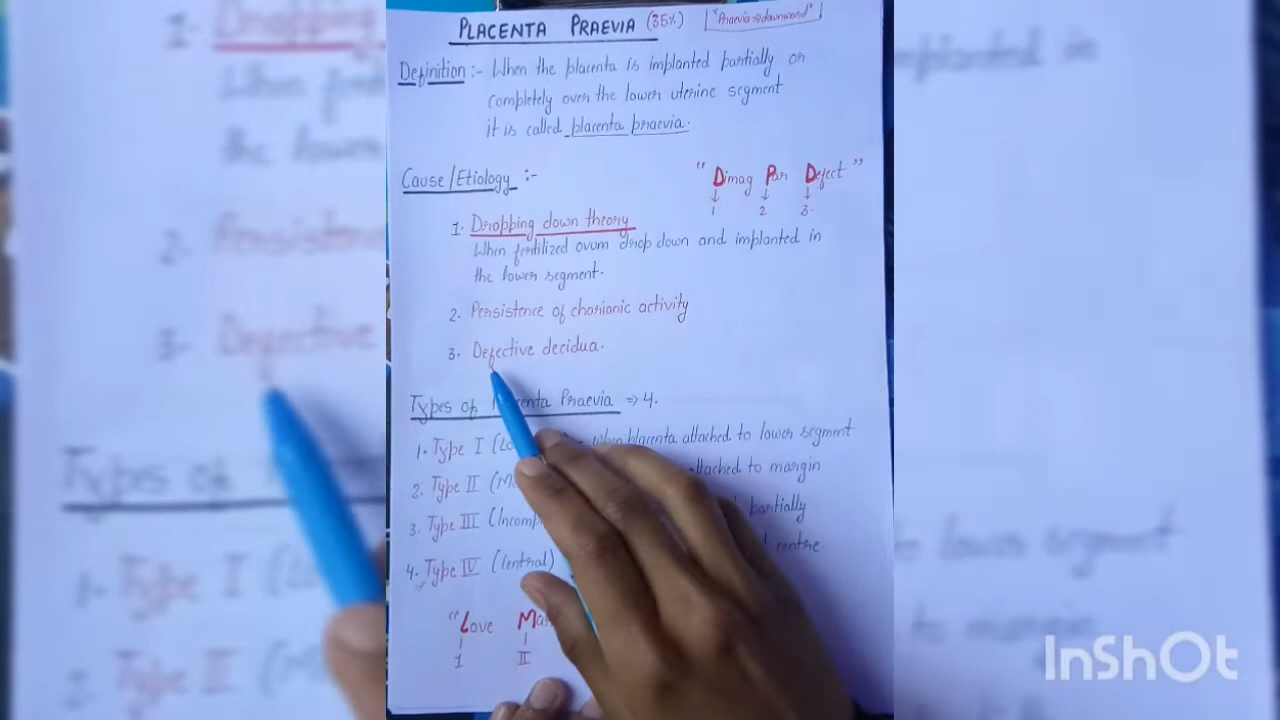 PLACENTA PRAEVIA (35%) "Praevia⇒downward"
Definition :- When the placenta is implanted partially or
completely over the lower uterine segment
it is called placenta praevia.
Cause/Etiology :-
"Dimag Par Defect"
1 2 3.
1. Dropping down theory
When fertilized ovum drop down and implanted in
the lower segment.
2. Persistence of chorionic activity
3. Defective decidua.
Types of Placenta Praevia ⇒ 4.
1. Type I (Lo when placenta attached to lower segment
2. Type II (M attached to margin
3. Type III (Incomp partially
4. Type IV (Central) centre
"Love Ma
1 II
InShOt